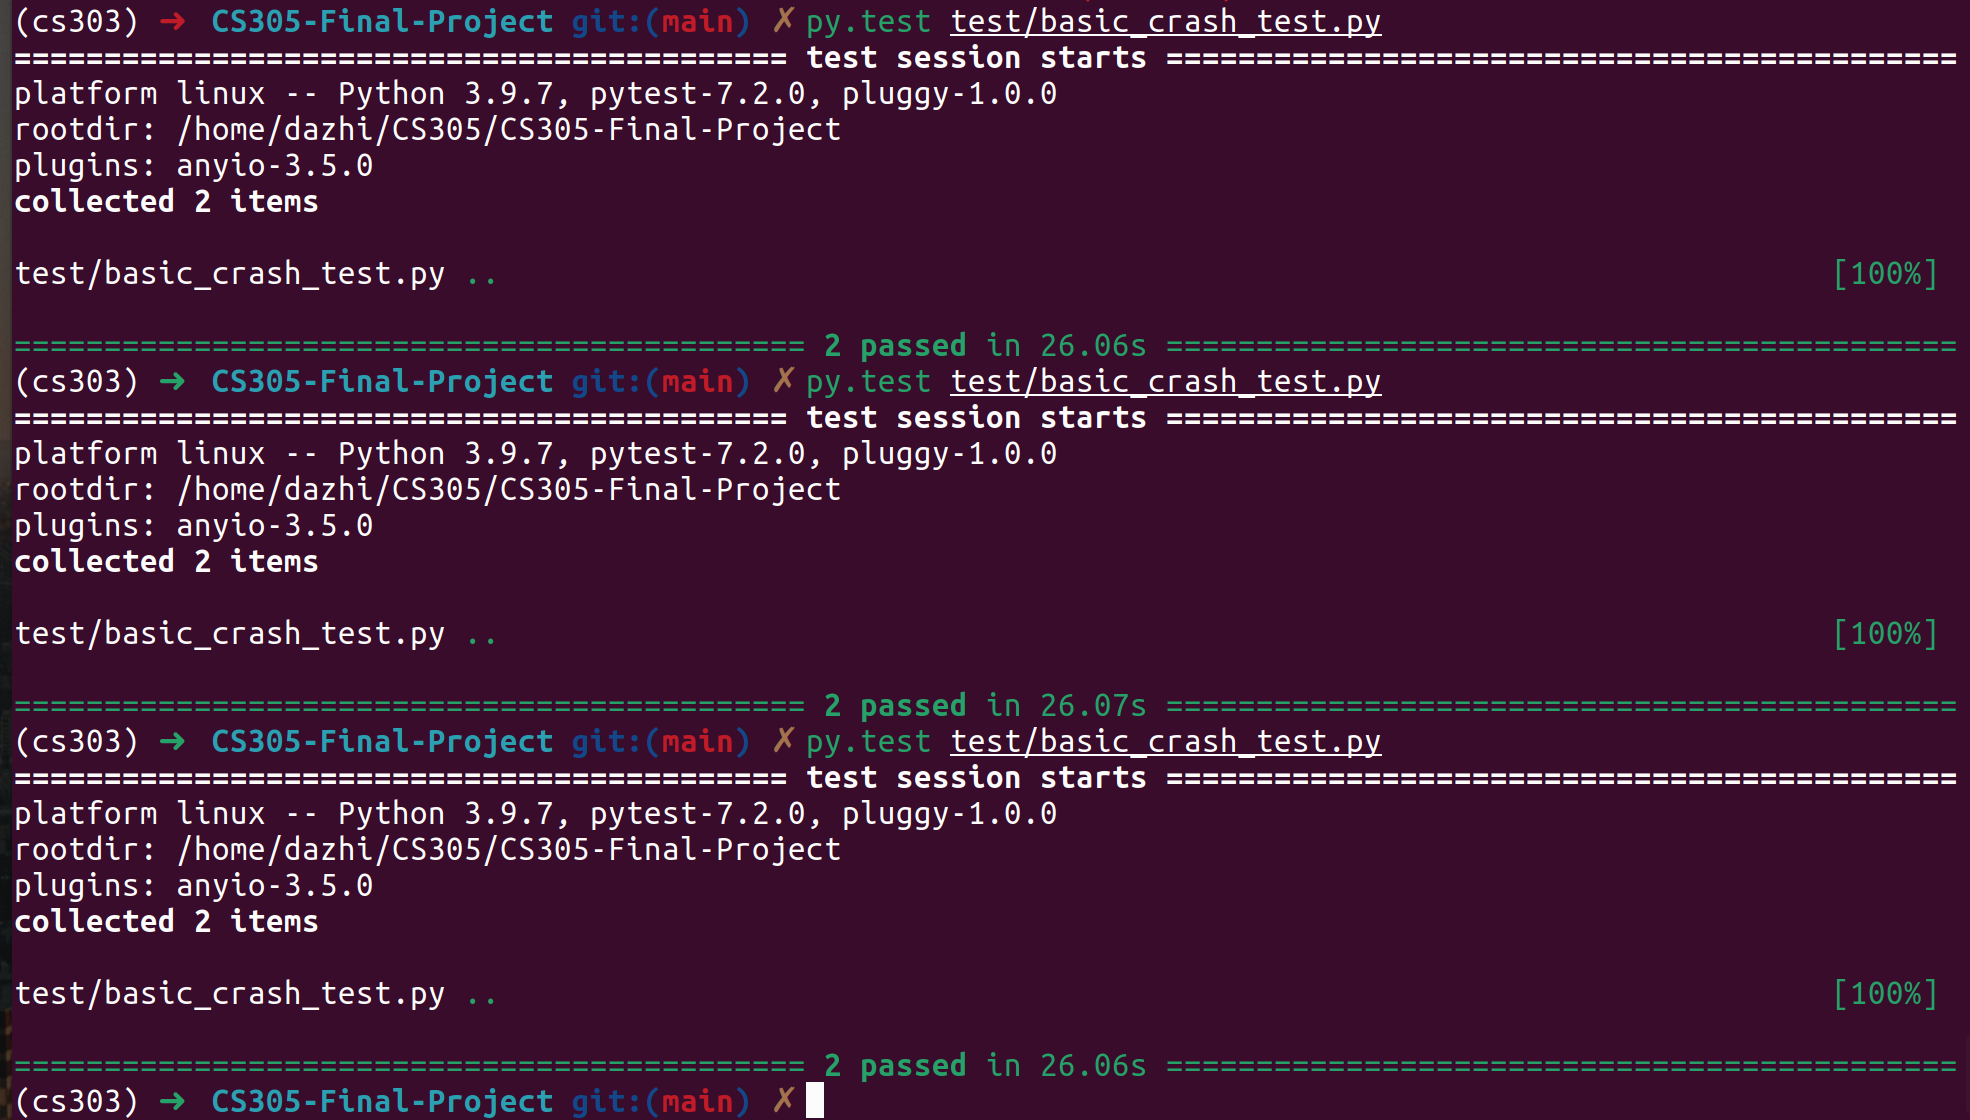 (cs303) ➜ CS305-Final-Project git:(main) ✗ py.test test/basic_crash_test.py
============================================ test session starts ============================================
platform linux -- Python 3.9.7, pytest-7.2.0, pluggy-1.0.0
rootdir: /home/dazhi/CS305/CS305-Final-Project
plugins: anyio-3.5.0
collected 2 items
test/basic_crash_test.py .. [100%]
============================================ 2 passed in 26.06s ============================================
(cs303) ➜ CS305-Final-Project git:(main) ✗ py.test test/basic_crash_test.py
============================================ test session starts ============================================
platform linux -- Python 3.9.7, pytest-7.2.0, pluggy-1.0.0
rootdir: /home/dazhi/CS305/CS305-Final-Project
plugins: anyio-3.5.0
collected 2 items
test/basic_crash_test.py .. [100%]
============================================ 2 passed in 26.07s ============================================
(cs303) ➜ CS305-Final-Project git:(main) ✗ py.test test/basic_crash_test.py
============================================ test session starts ============================================
platform linux -- Python 3.9.7, pytest-7.2.0, pluggy-1.0.0
rootdir: /home/dazhi/CS305/CS305-Final-Project
plugins: anyio-3.5.0
collected 2 items
test/basic_crash_test.py .. [100%]
============================================ 2 passed in 26.06s ============================================
(cs303) ➜ CS305-Final-Project git:(main) ✗